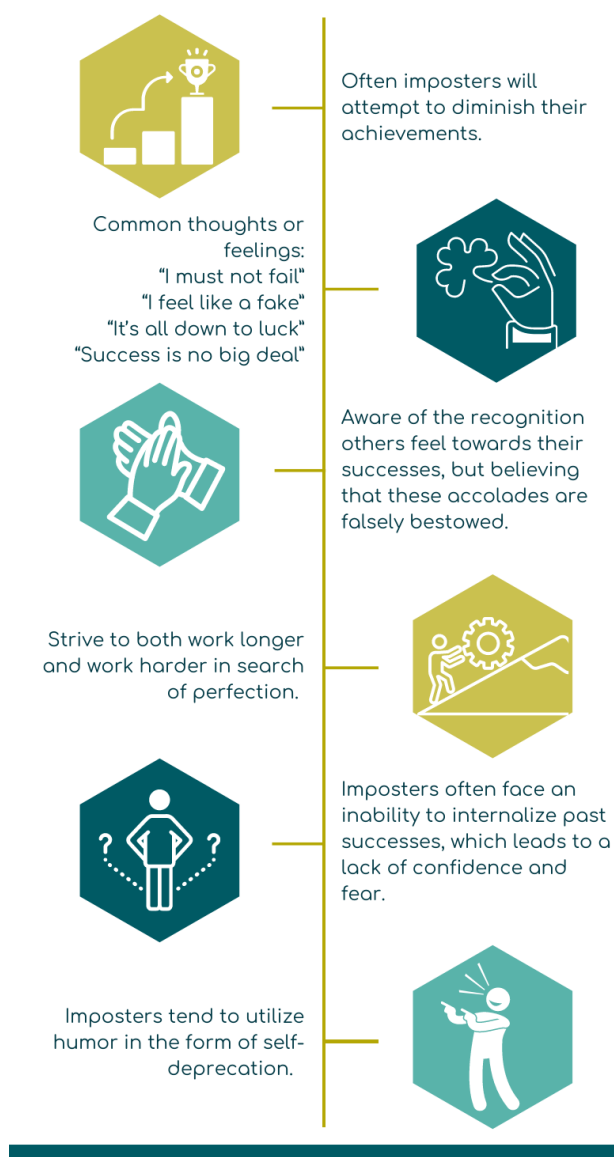 Often imposters will
attempt to diminish their
achievements.
Common thoughts or
feelings:
“I must not fail”
“I feel like a fake”
“It’s all down to luck”
“Success is no big deal”
Aware of the recognition
others feel towards their
successes, but believing
that these accolades are
falsely bestowed.
Strive to both work longer
and work harder in search
of perfection.
Imposters often face an
inability to internalize past
successes, which leads to a
lack of confidence and
fear.
Imposters tend to utilize
humor in the form of self-
deprecation.